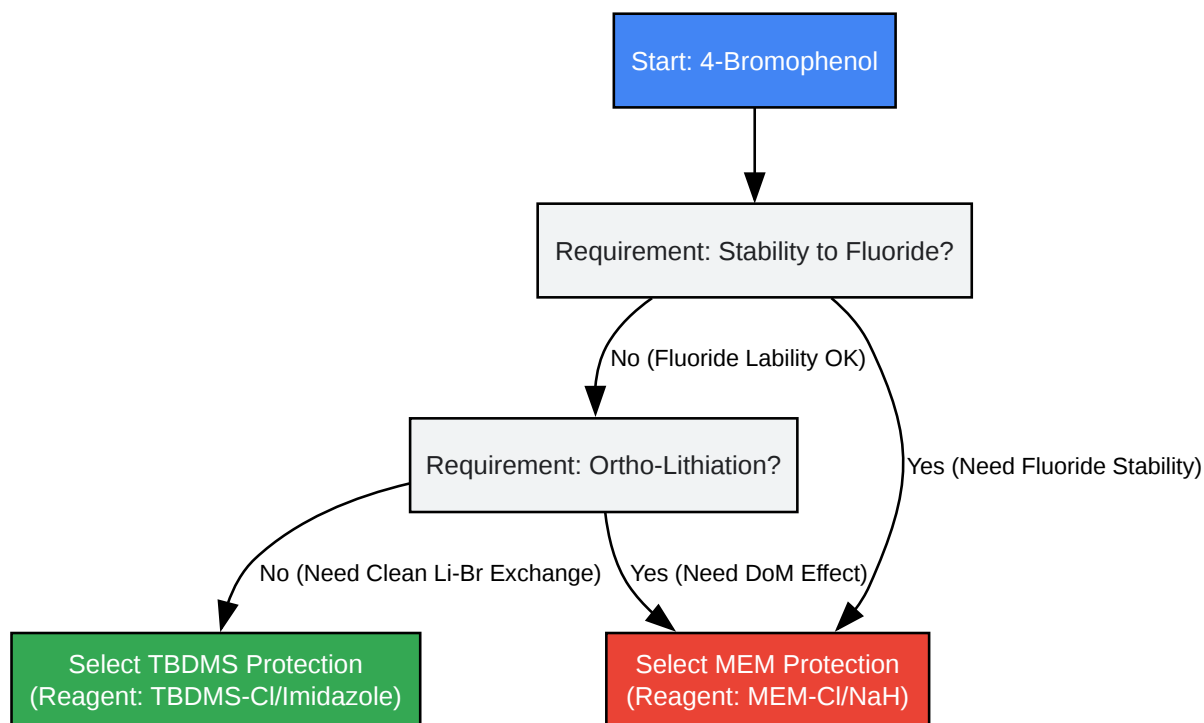 Start: 4-Bromophenol
Requirement: Stability to Fluoride?
No (Fluoride Lability OK)
Yes (Need Fluoride Stability)
Requirement: Ortho-Lithiation?
No (Need Clean Li-Br Exchange)
Yes (Need DoM Effect)
Select TBDMS Protection
(Reagent: TBDMS-Cl/Imidazole)
Select MEM Protection
(Reagent: MEM-Cl/NaH)